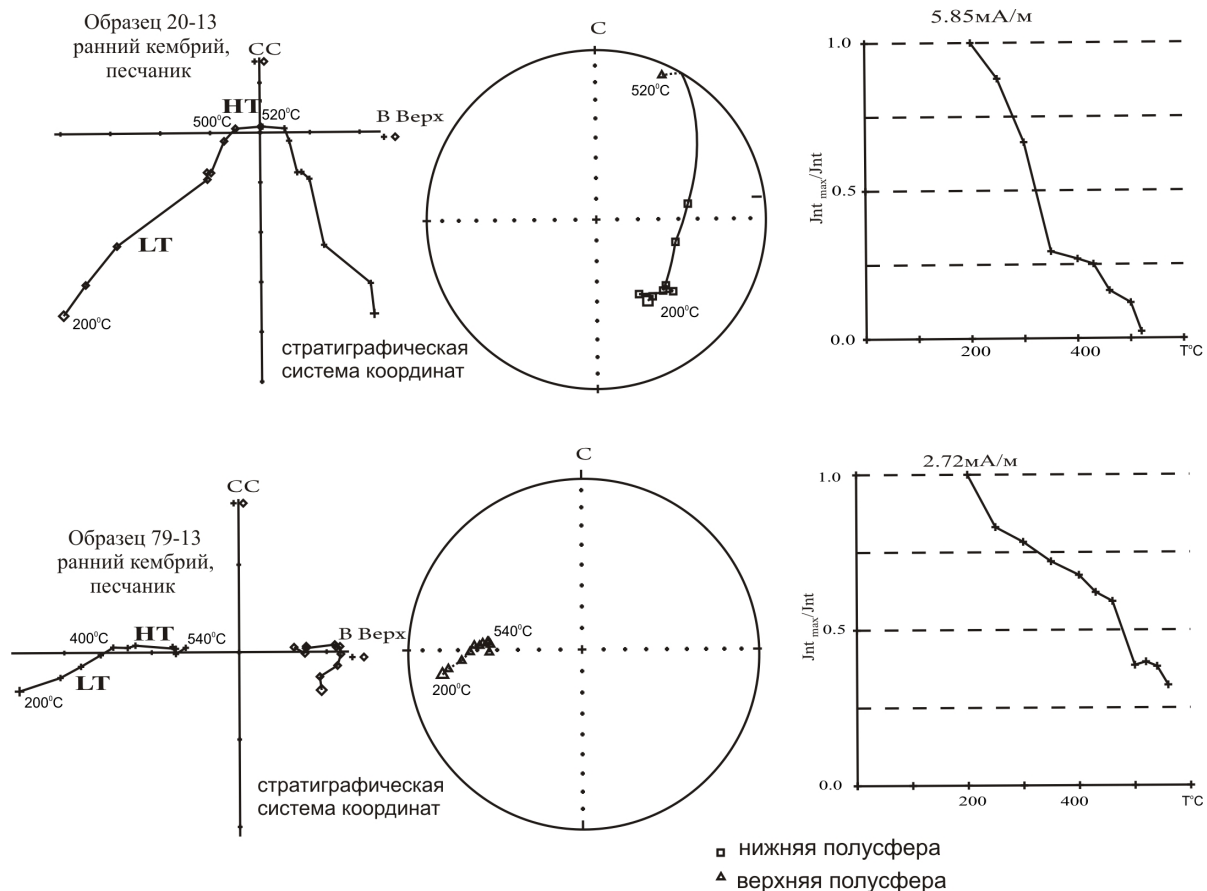 Образец 20-13
ранний кембрий,
песчаник
СС
В Верх
500°C
HT
520°C
LT
200°C
стратиграфическая
система координат
С
520°C
200°C
5.85мА/м
1.0
0.5
0.0
Jnt max/Jnt
200
400
T°C
Образец 79-13
ранний кембрий,
песчаник
СС
В Верх
400°C
HT
540°C
LT
200°C
стратиграфическая
система координат
С
540°C
200°C
2.72мА/м
1.0
0.5
0.0
Jnt max/Jnt
200
400
T°C
нижняя полусфера
верхняя полусфера